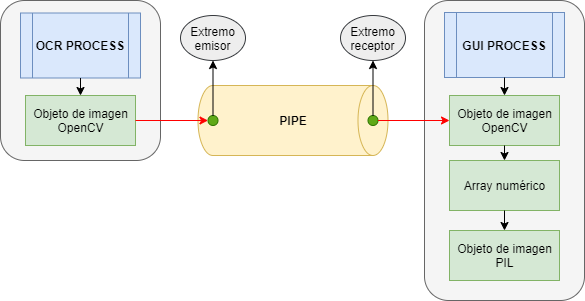 OCR PROCESS
Objeto de imagen
OpenCV
Extremo
emisor
PIPE
Extremo
receptor
GUI PROCESS
Objeto de imagen
OpenCV
Array numérico
Objeto de imagen
PIL